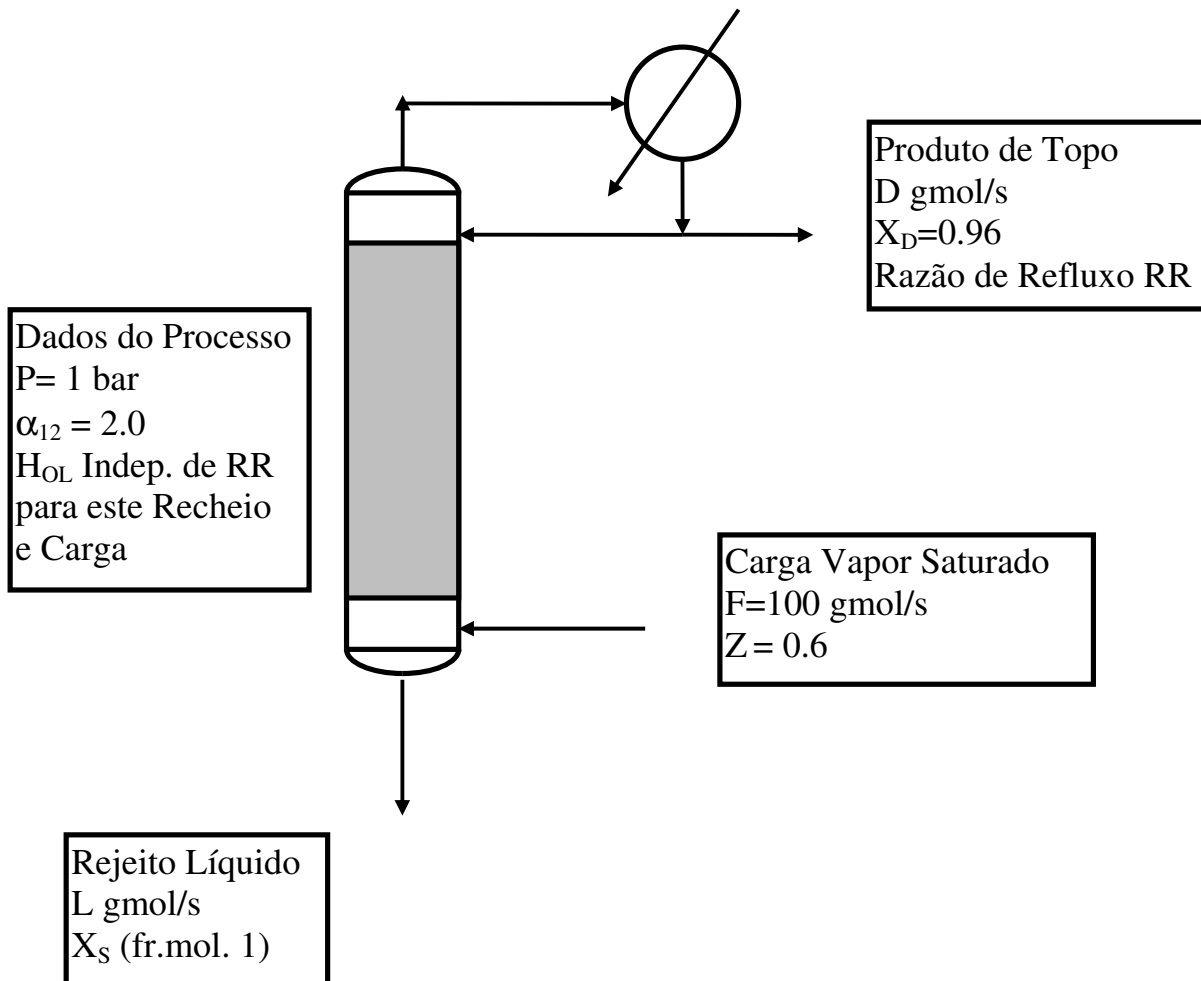 Produto de Topo
D gmol/s
X_D=0.96
Razão de Refluxo RR
Dados do Processo
P= 1 bar
α_12 = 2.0
H_OL Indep. de RR
para este Recheio
e Carga
Carga Vapor Saturado
F=100 gmol/s
Z = 0.6
Rejeito Líquido
L gmol/s
X_S (fr.mol. 1)